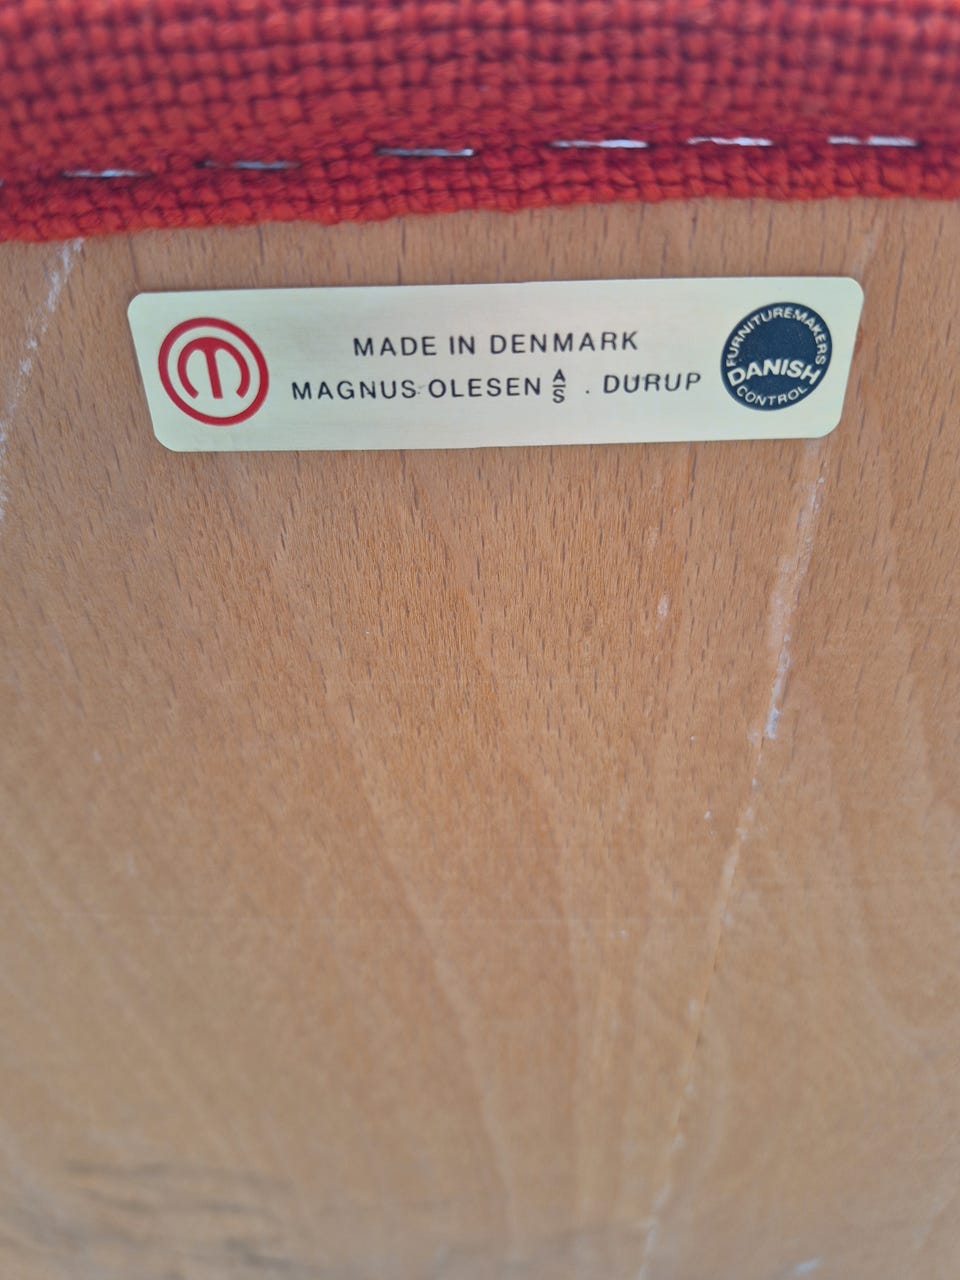 MADE IN DENMARK
MAGNUS OLESEN A/S . DURUP
FURNITUREMAKERS
DANISH
CONTROL